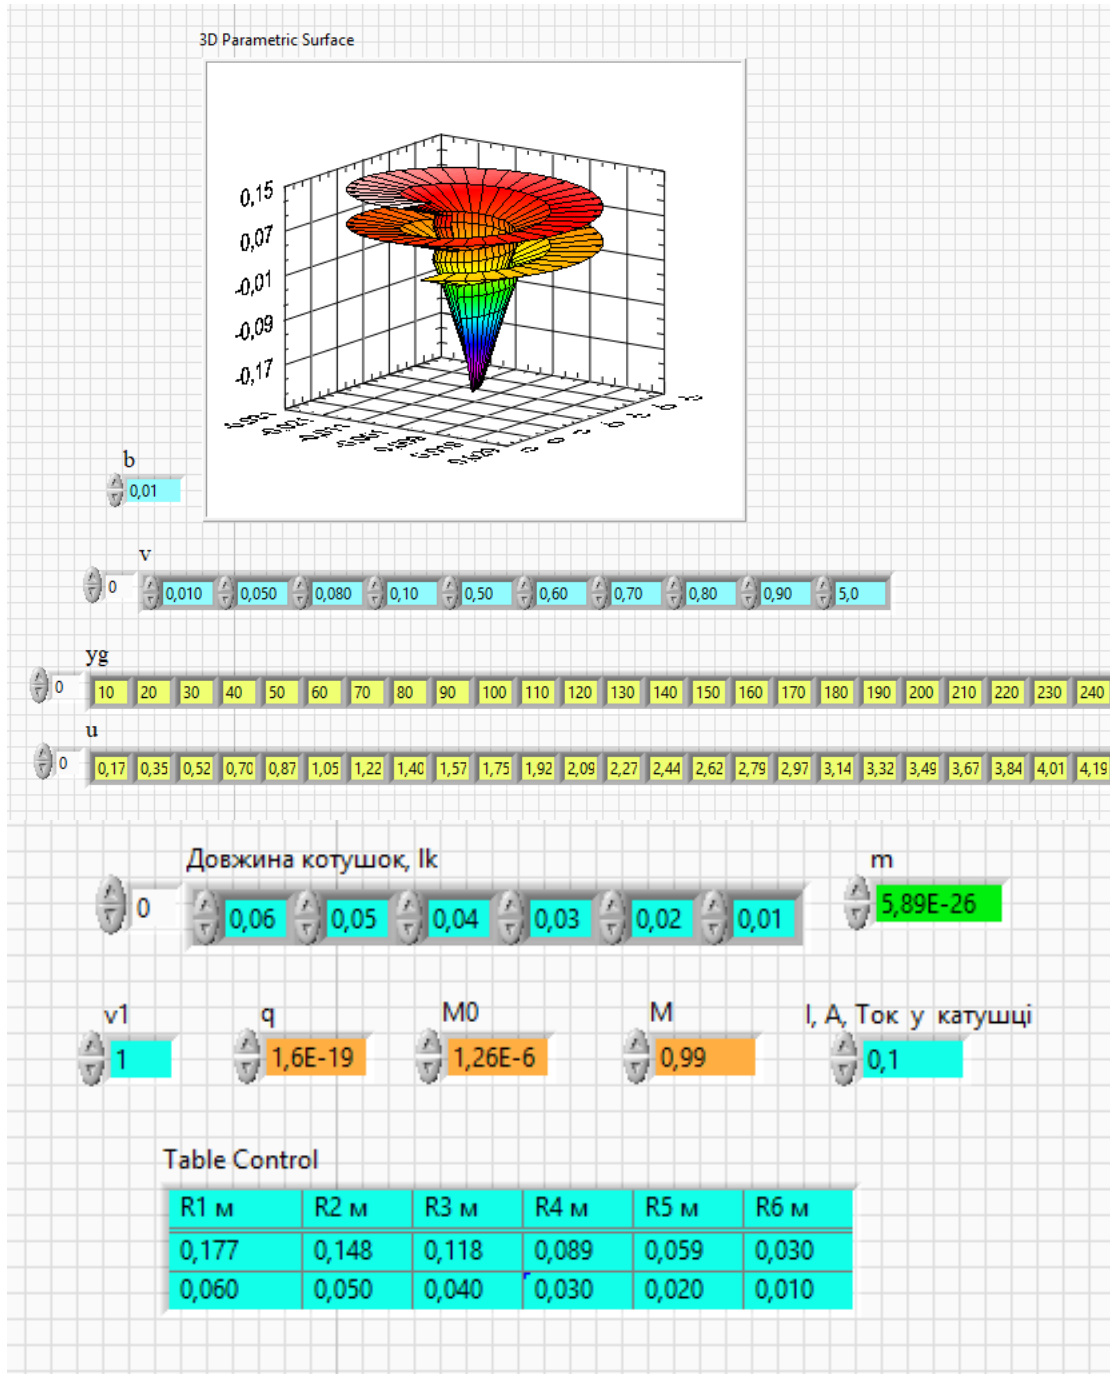 3D Parametric Surface
0,15
0,07
-0,01
-0,09
-0,17
b
0,01
v
0 0,010 0,050 0,080 0,10 0,50 0,60 0,70 0,80 0,90 5,0
yg
0 10 20 30 40 50 60 70 80 90 100 110 120 130 140 150 160 170 180 190 200 210 220 230 240
u
0 0,17 0,35 0,52 0,70 0,87 1,05 1,22 1,40 1,57 1,75 1,92 2,09 2,27 2,44 2,62 2,79 2,97 3,14 3,32 3,49 3,67 3,84 4,01 4,19
Довжина котушок, lk m
0 0,06 0,05 0,04 0,03 0,02 0,01 5,89E-26
v1 q M0 M I, А, Ток у катушці
1 1,6E-19 1,26E-6 0,99 0,1
Table Control
R1 м R2 м R3 м R4 м R5 м R6 м
0,177 0,148 0,118 0,089 0,059 0,030
0,060 0,050 0,040 0,030 0,020 0,010